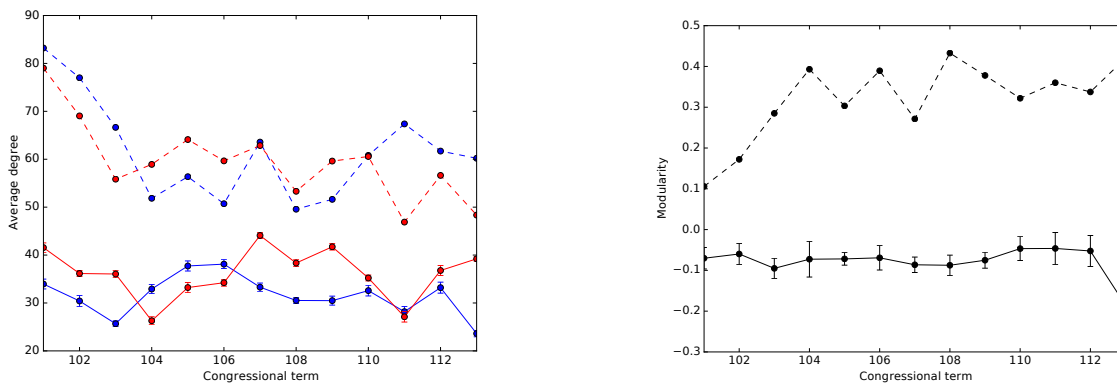 90
80
70
60
50
40
30
20
Average degree
102 104 106 108 110 112
Congressional term
0.5
0.4
0.3
0.2
0.1
0.0
−0.1
−0.2
−0.3
Modularity
102 104 106 108 110 112
Congressional term